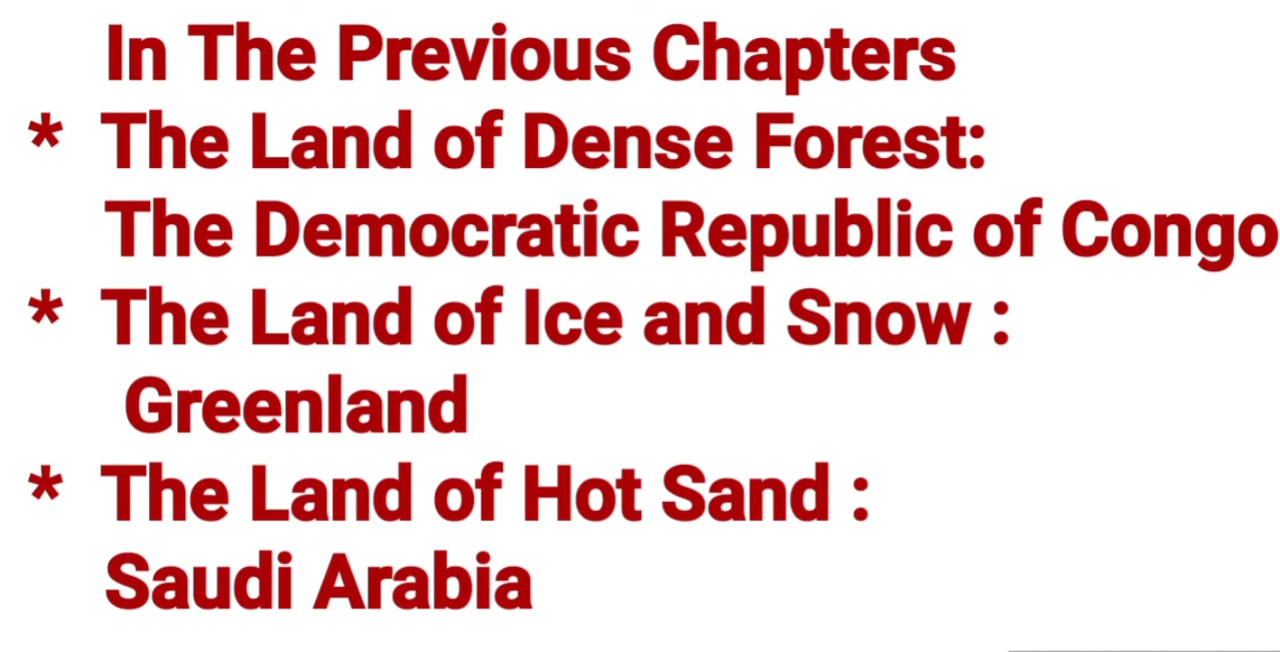 In The Previous Chapters
* The Land of Dense Forest:
The Democratic Republic of Congo
* The Land of Ice and Snow :
Greenland
* The Land of Hot Sand :
Saudi Arabia